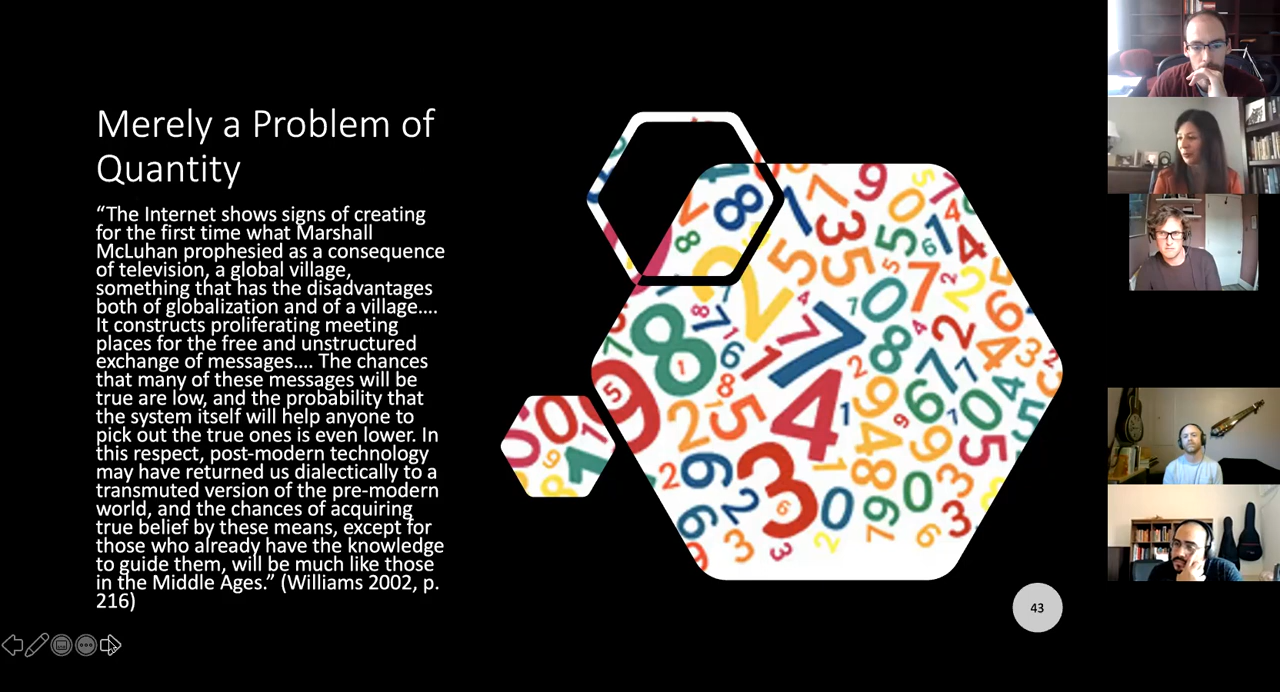 Merely a Problem of
Quantity
“The Internet shows signs of creating
for the first time what Marshall
McLuhan prophesied as a consequence
of television, a global village,
something that has the disadvantages
both of globalization and of a village....
It constructs proliferating meeting
places for the free and unstructured
exchange of messages.... The chances
that many of these messages will be
true are low, and the probability that
the system itself will help anyone to
pick out the true ones is even lower. In
this respect, post-modern technology
may have returned us dialectically to a
transmuted version of the pre-modern
world, and the chances of acquiring
true belief by these means, except for
those who already have the knowledge
to guide them, will be much like those
in the Middle Ages.” (Williams 2002, p.
216)
43